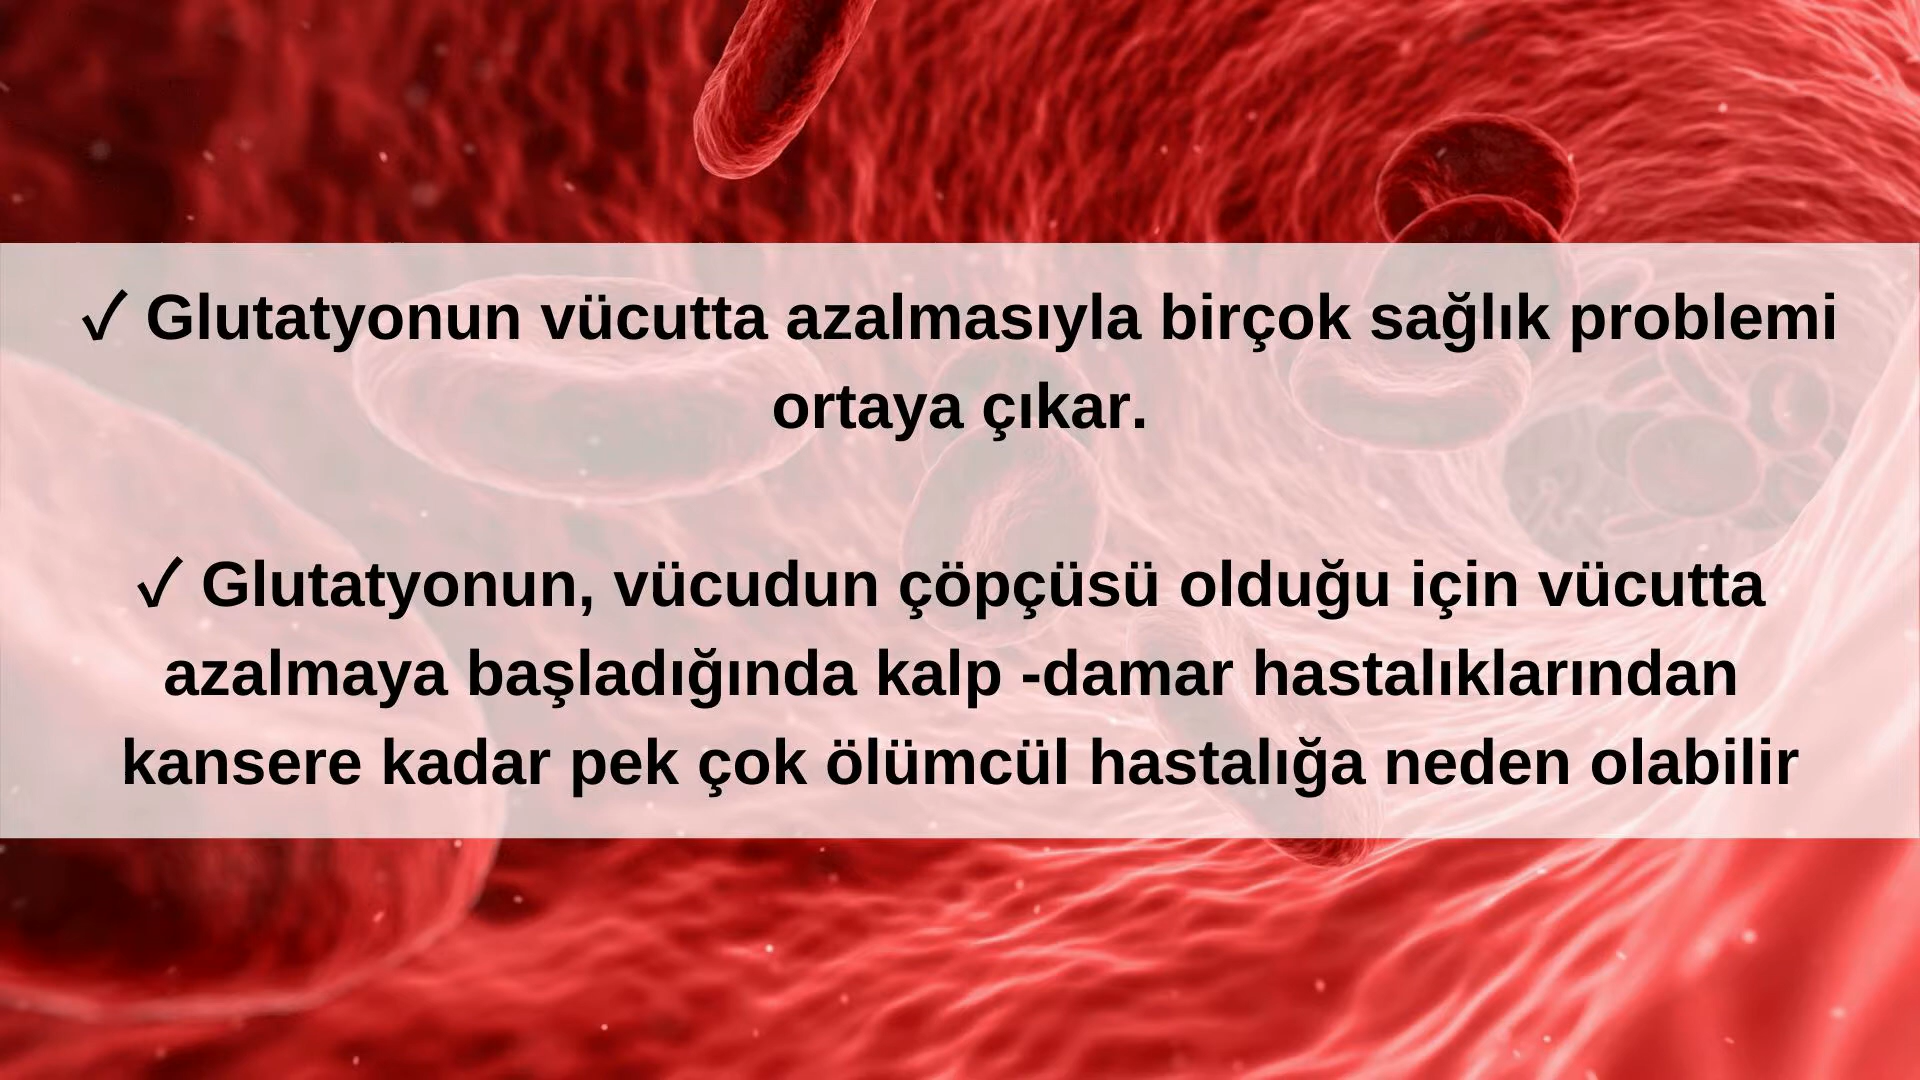 ✓ Glutatyonun vücutta azalmasıyla birçok sağlık problemi
ortaya çıkar.
✓ Glutatyonun, vücudun çöpçüsü olduğu için vücutta
azalmaya başladığında kalp -damar hastalıklarından
kansere kadar pek çok ölümcül hastalığa neden olabilir